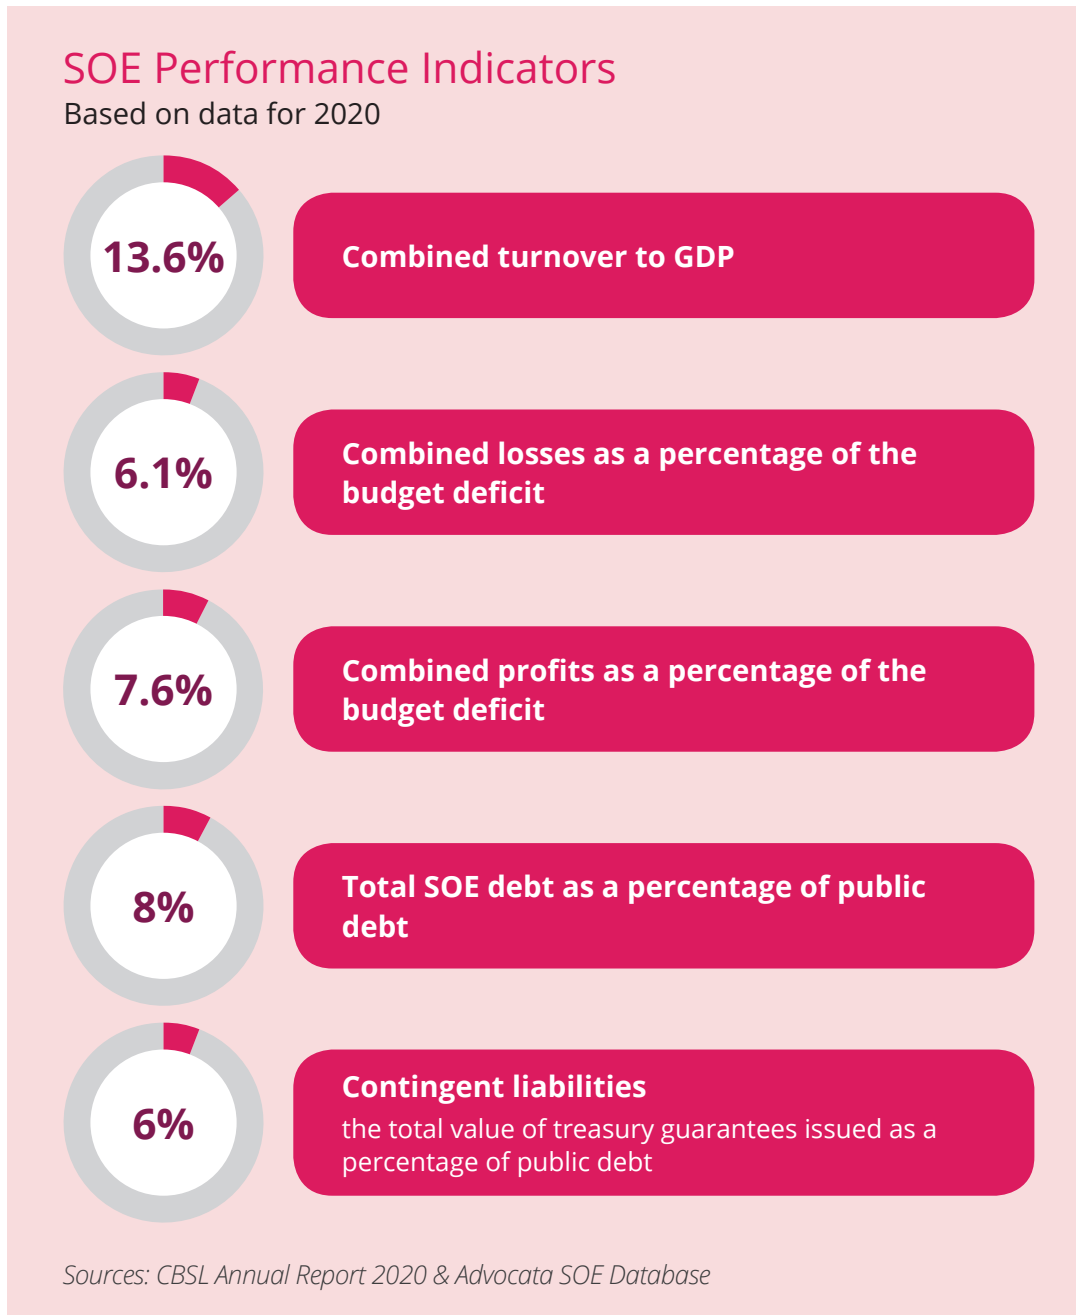 SOE Performance Indicators
Based on data for 2020
13.6%
Combined turnover to GDP
6.1%
Combined losses as a percentage of the
budget deficit
7.6%
Combined profits as a percentage of the
budget deficit
8%
Total SOE debt as a percentage of public
debt
6%
Contingent liabilities
the total value of treasury guarantees issued as a
percentage of public debt
Sources: CBSL Annual Report 2020 & Advocata SOE Database